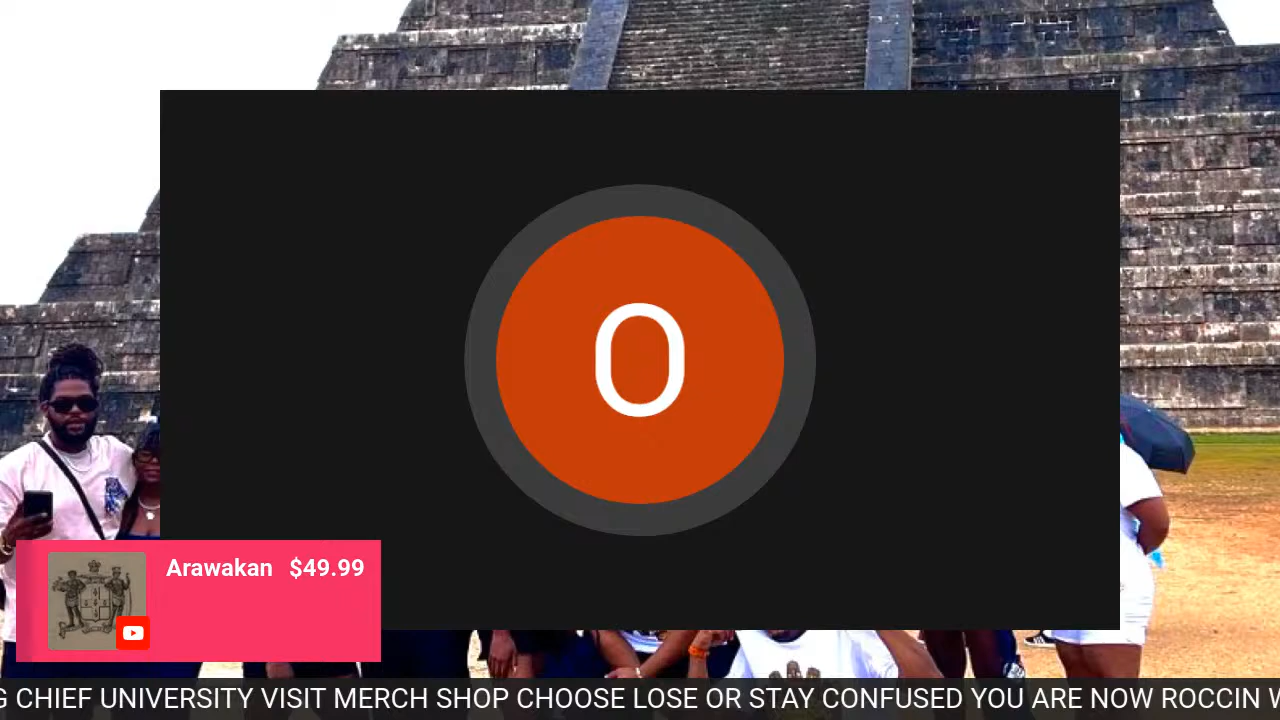 O
Arawakan $49.99
G CHIEF UNIVERSITY VISIT MERCH SHOP CHOOSE LOSE OR STAY CONFUSED YOU ARE NOW ROCCIN W